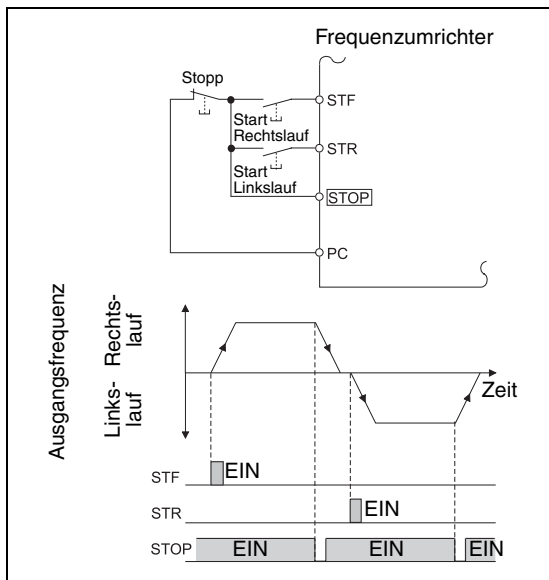 Frequenzumrichter
Stopp
STF
Start
Rechtslauf
STR
Start
Linkslauf
STOP
PC
Ausgangsfrequenz
Rechts-
lauf
Links-
lauf
Zeit
STF
EIN
STR
EIN
STOP
EIN
EIN
EIN